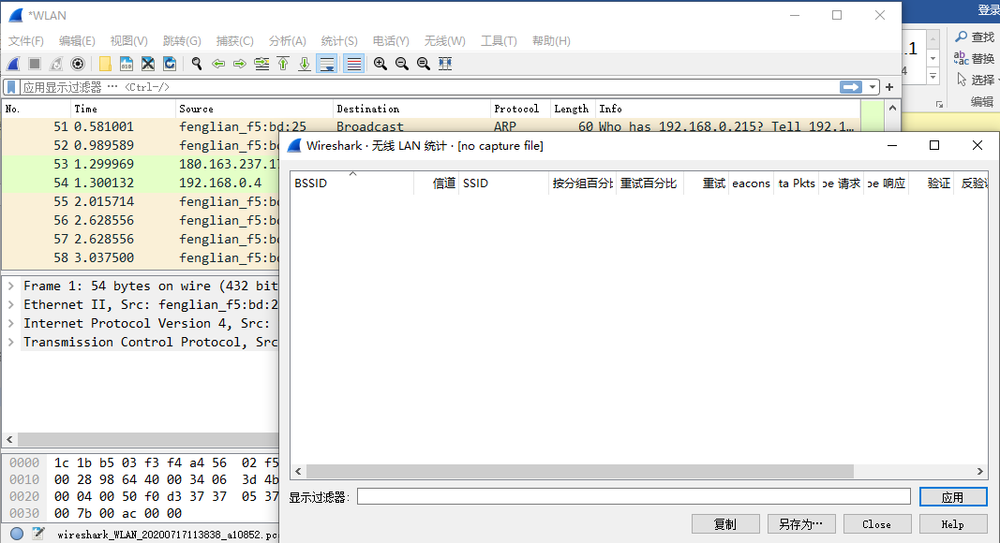 *WLAN
登录
文件(F) 编辑(E) 视图(V) 跳转(G) 捕获(C) 分析(A) 统计(S) 电话(Y) 无线(W) 工具(T) 帮助(H)
.1
4
查找
替换
选择
编辑
应用显示过滤器 … <Ctrl-/>
No. Time Source Destination Protocol Length Info
51 0.581001 fenglian_f5:bd:25 Broadcast ARP 60 Who has 192.168.0.215? Tell 192.1…
52 0.989589 fenglian_f5:b
53 1.299969 180.163.237.1
54 1.300132 192.168.0.4
55 2.015714 fenglian_f5:b
56 2.628556 fenglian_f5:b
57 2.628556 fenglian_f5:b
58 3.037500 fenglian_f5:b
Frame 1: 54 bytes on wire (432 bit
Ethernet II, Src: fenglian_f5:bd:2
Internet Protocol Version 4, Src:
Transmission Control Protocol, Src
0000 1c 1b b5 03 f3 f4 a4 56 02 f5
0010 00 28 98 64 40 00 34 06 3d 4b
0020 00 04 00 50 f0 d3 37 37 05 37
0030 00 7b 00 ac 00 00
wireshark_WLAN_20200717113838_a10852.pc
Wireshark · 无线 LAN 统计 · [no capture file]
BSSID 信道 SSID 按分组百分比 重试百分比 重试 eacons ta Pkts be 请求 be 响应 验证 反验证
显示过滤器: 应用
复制 另存为… Close Help